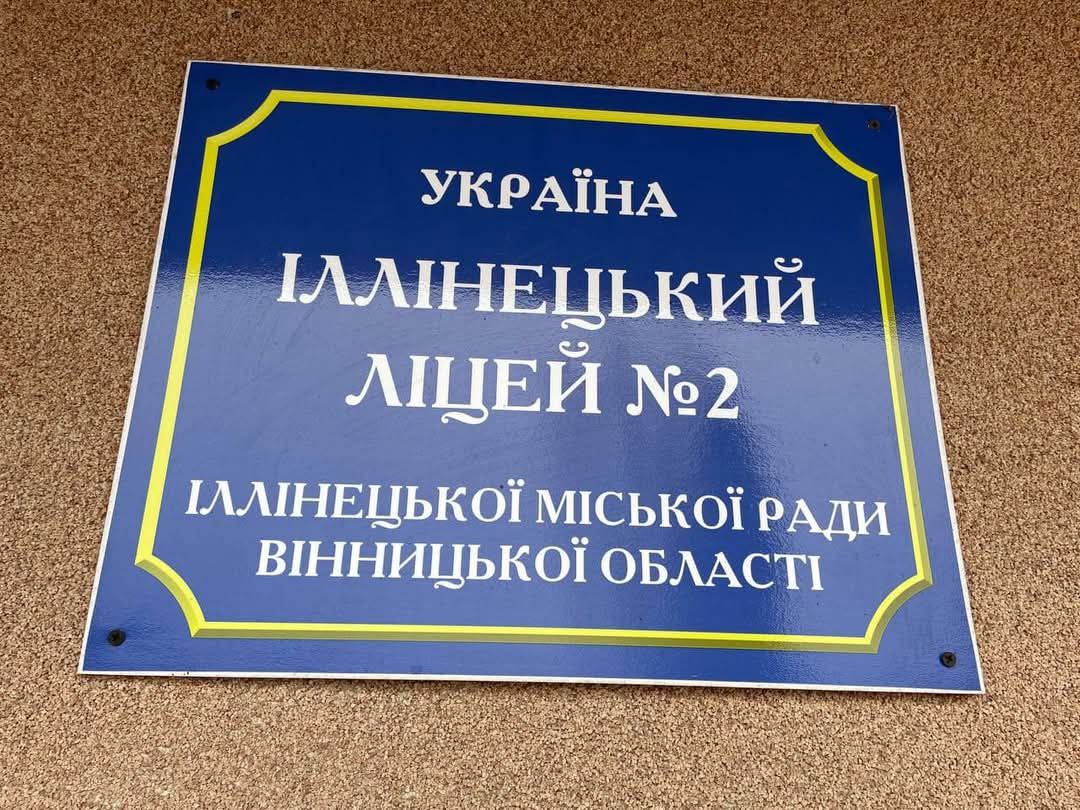 УКРАЇНА
ІЛЛІНЕЦЬКИЙ
ЛІЦЕЙ №2
ІЛЛІНЕЦЬКОЇ МІСЬКОЇ РАДИ
ВІННИЦЬКОЇ ОБЛАСТІ